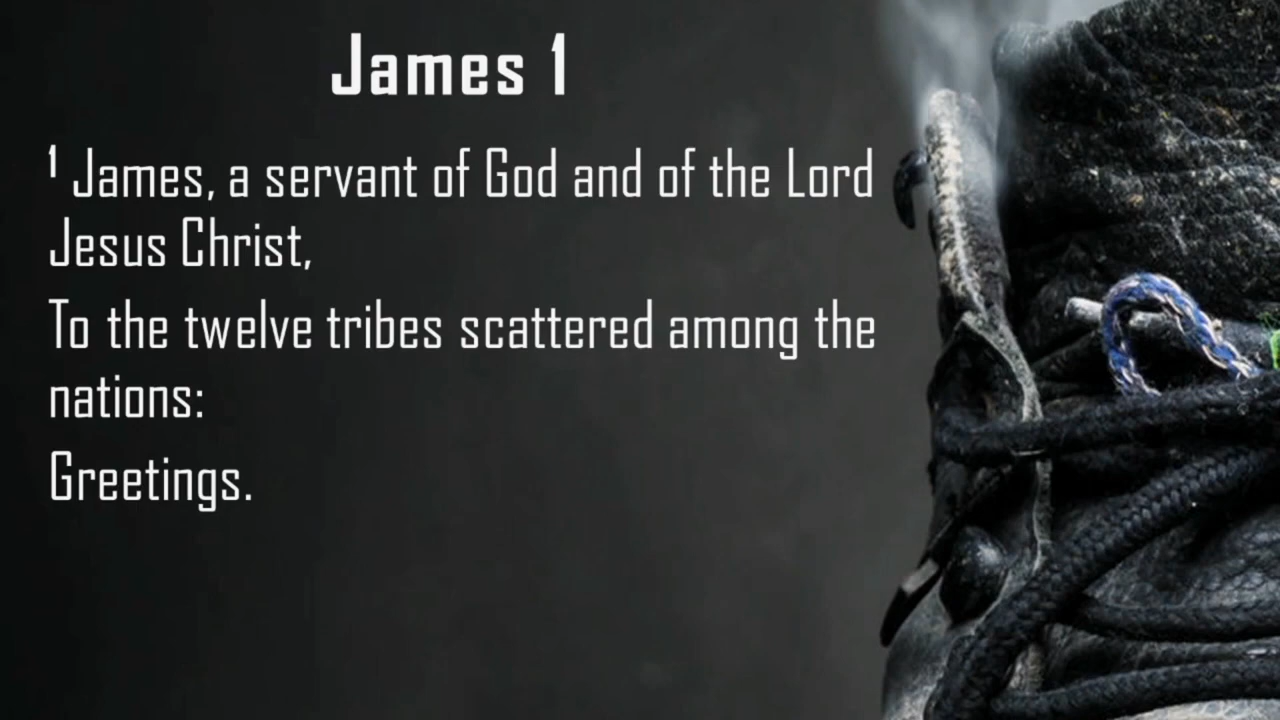 James 1
1 James, a servant of God and of the Lord
Jesus Christ,
To the twelve tribes scattered among the
nations:
Greetings.